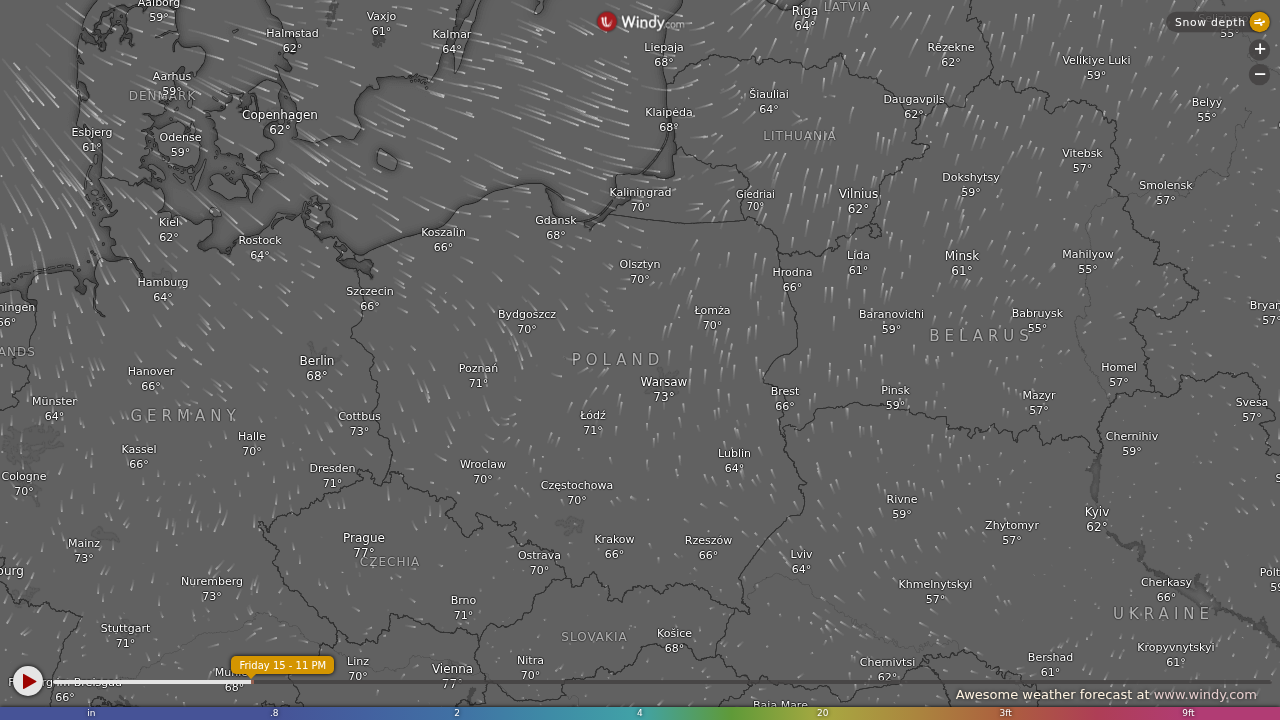 Aalborg
59°
Vaxjo
61°
Halmstad
62°
Kalmar
64°
Windy.com
Riga
64°
LATVIA
Snow depth
55°
+
−
Liepaja
68°
Rēzekne
62°
Velikiye Luki
59°
Aarhus
59°
DENMARK
Copenhagen
62°
Klaipėda
68°
Šiauliai
64°
Daugavpils
62°
Belyy
55°
Esbjerg
61°
Odense
59°
LITHUANIA
Vitebsk
57°
Kaliningrad
70°
Giedriai
70°
Vilnius
62°
Dokshytsy
59°
Smolensk
57°
Kiel
62°
Rostock
64°
Koszalin
66°
Gdansk
68°
Olsztyn
70°
Hrodna
66°
Lida
61°
Minsk
61°
Mahilyow
55°
Hamburg
64°
Szczecin
66°
Bydgoszcz
70°
Łomża
70°
Baranovichi
59°
Babruysk
55°
BELARUS
Berlin
68°
Hanover
66°
Poznań
71°
POLAND
Warsaw
73°
Brest
66°
Pinsk
59°
Homel
57°
Münster
64°
GERMANY
Cottbus
73°
Łódź
71°
Mazyr
57°
Svesa
57°
Kassel
66°
Halle
70°
Chernihiv
59°
Cologne
70°
Dresden
71°
Wroclaw
70°
Częstochowa
70°
Lublin
64°
Rivne
59°
Kyiv
62°
Mainz
73°
Prague
77°
CZECHIA
Ostrava
70°
Krakow
66°
Rzeszów
66°
Lviv
64°
Zhytomyr
57°
Nuremberg
73°
Brno
71°
Khmelnytskyi
57°
Cherkasy
66°
UKRAINE
Stuttgart
71°
SLOVAKIA
Košice
68°
Kropyvnytskyi
61°
Friday 15 - 11 PM
68°
Linz
70°
Vienna
77°
Nitra
70°
Chernivtsi
62°
Bershad
61°
66°
Baia Mare
Awesome weather forecast at www.windy.com
in .8 2 4 20 3ft 9ft